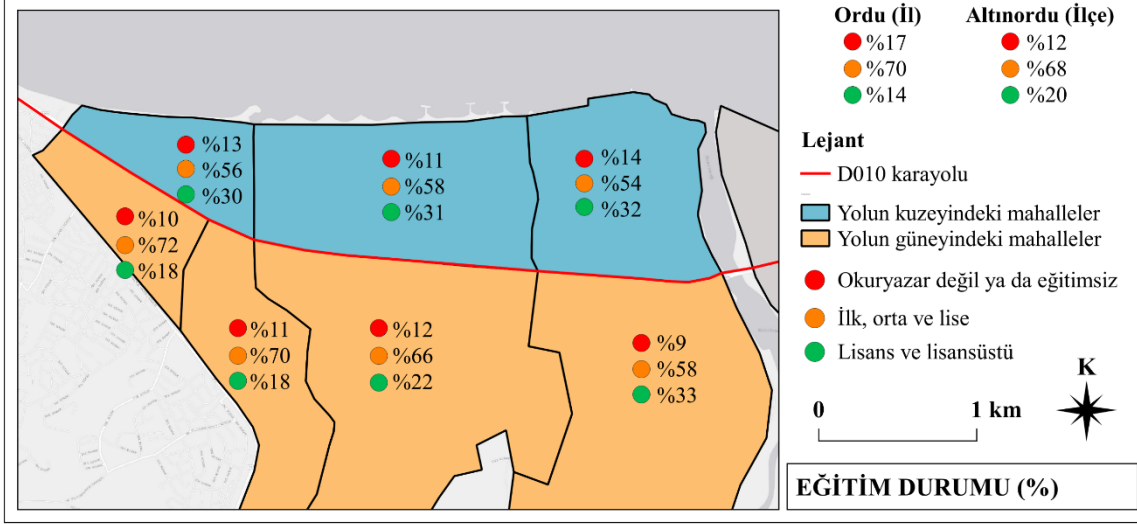 Ordu (İl)
%17
%70
%14
Altınordu (İlçe)
%12
%68
%20
Lejant
D010 karayolu
Yolun kuzeyindeki mahalleler
Yolun güneyindeki mahalleler
Okuryazar değil ya da eğitimsiz
İlk, orta ve lise
Lisans ve lisansüstü
K
0 1 km
EĞİTİM DURUMU (%)
%13
%56
%30
%11
%58
%31
%14
%54
%32
%10
%72
%18
%11
%70
%18
%12
%66
%22
%9
%58
%33